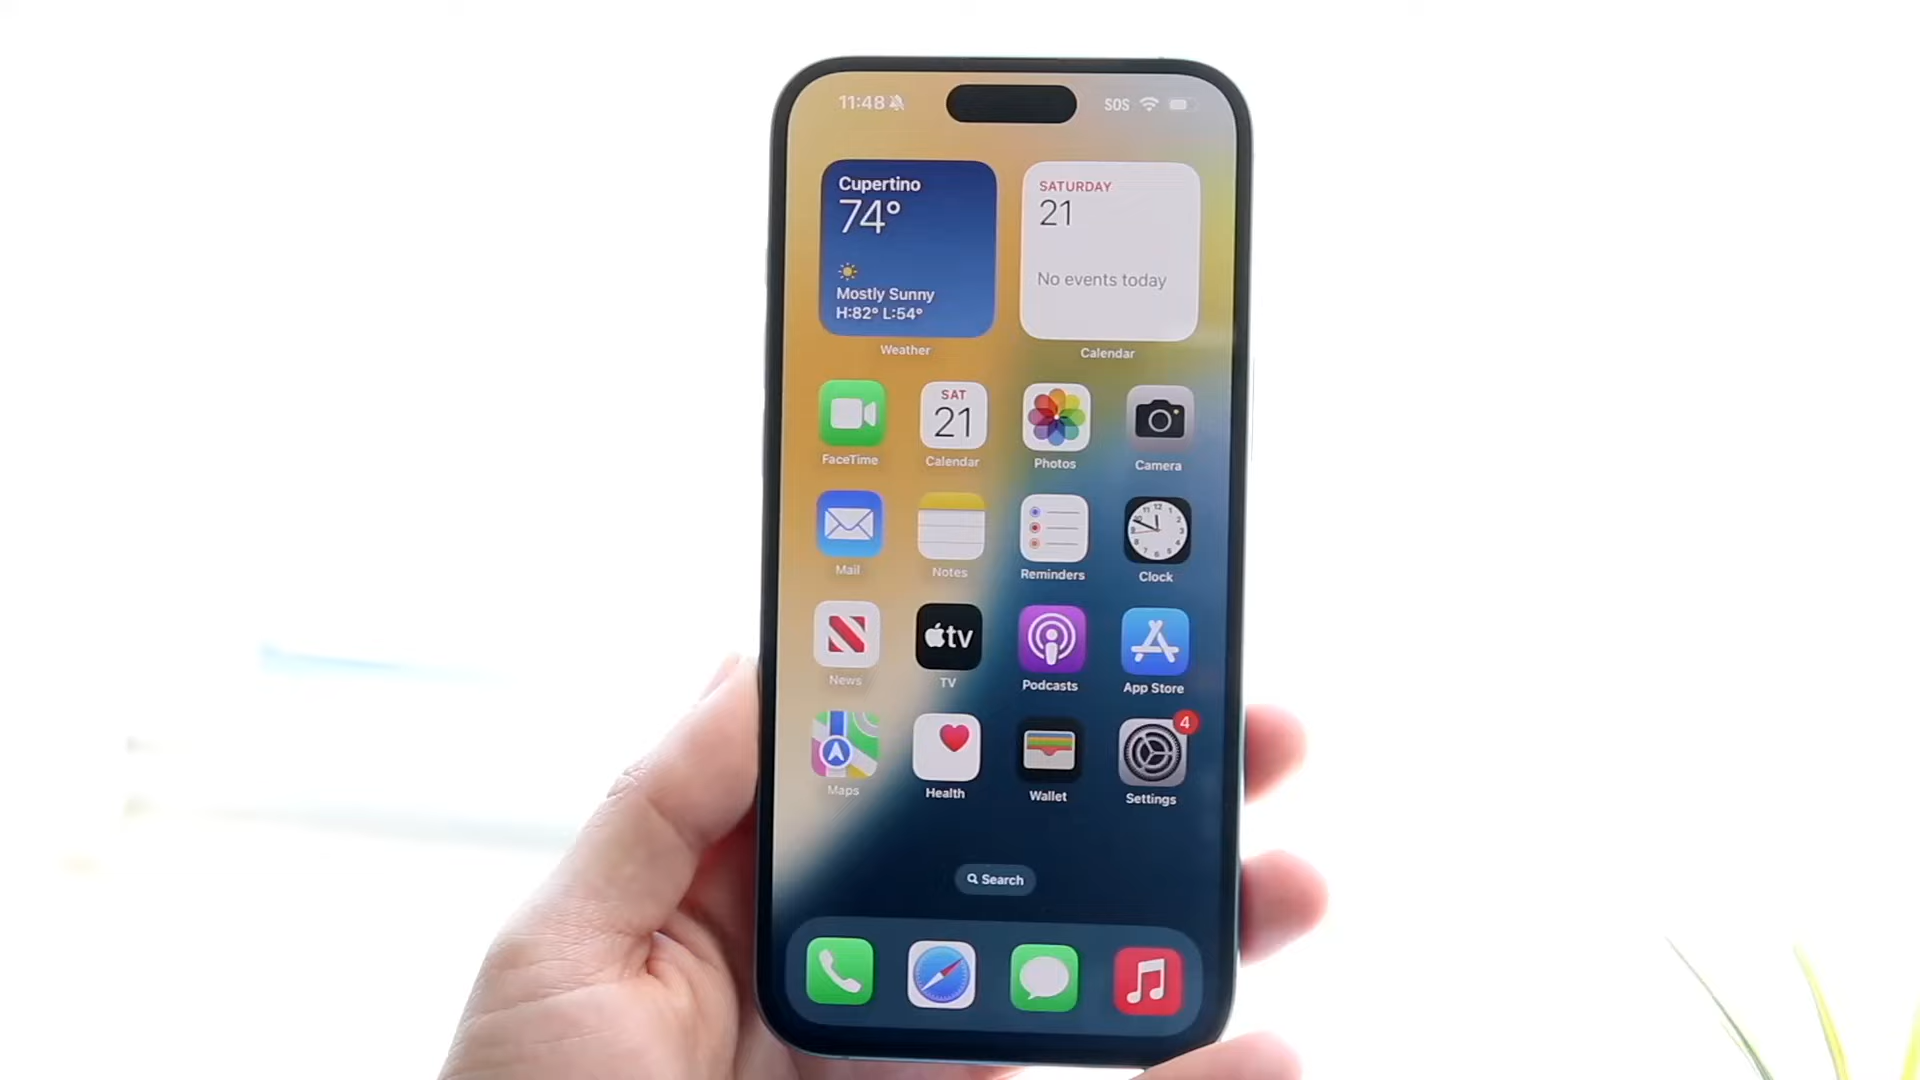 11:48
SOS
Cupertino
74°
Mostly Sunny
H:82° L:54°
Weather
SATURDAY
21
No events today
Calendar
FaceTime
SAT
21
Calendar
Photos
Camera
Mail
Notes
Reminders
Clock
News
tv
TV
Podcasts
App Store
Maps
Health
Wallet
4
Settings
Search